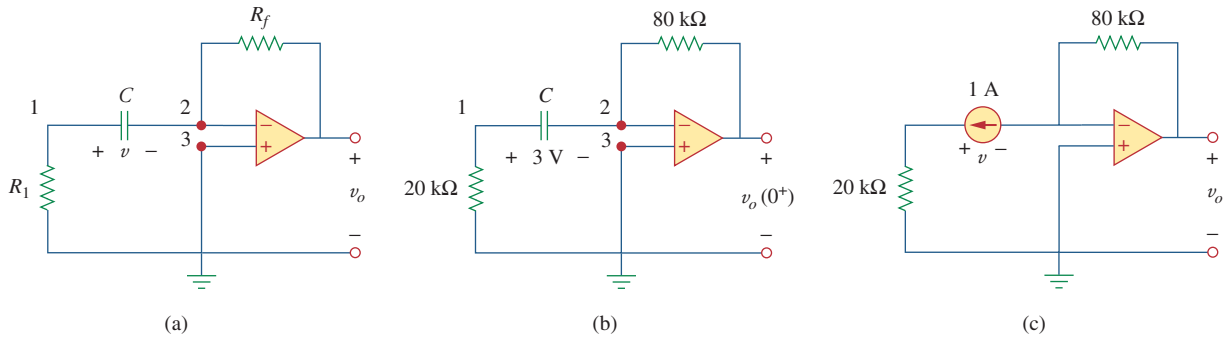 R_f
1
C
2
3
+ v −
−
+
R_1
+
v_o
−
(a)
80 kΩ
1
C
2
3
+ 3 V −
−
+
20 kΩ
+
v_o (0⁺)
−
(b)
80 kΩ
1 A
+ v −
−
+
20 kΩ
+
v_o
−
(c)